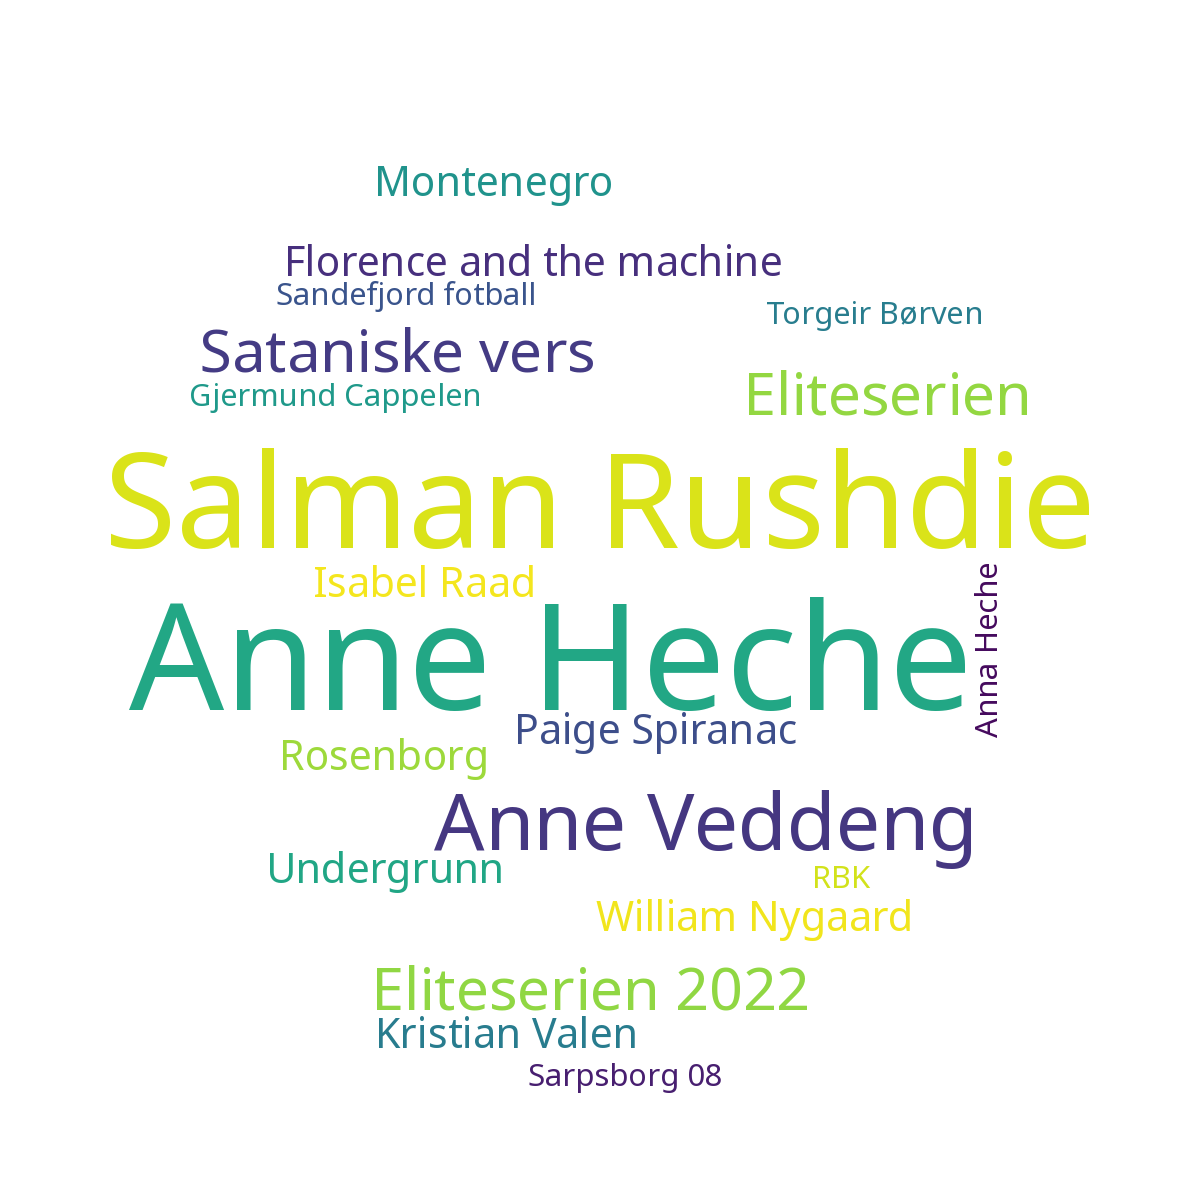 Montenegro
Florence and the machine
Sandefjord fotball
Torgeir Børven
Sataniske vers
Gjermund Cappelen
Eliteserien
Salman Rushdie
Isabel Raad
Anne Heche
Anna Heche
Paige Spiranac
Rosenborg
Anne Veddeng
Undergrunn
RBK
William Nygaard
Eliteserien 2022
Kristian Valen
Sarpsborg 08